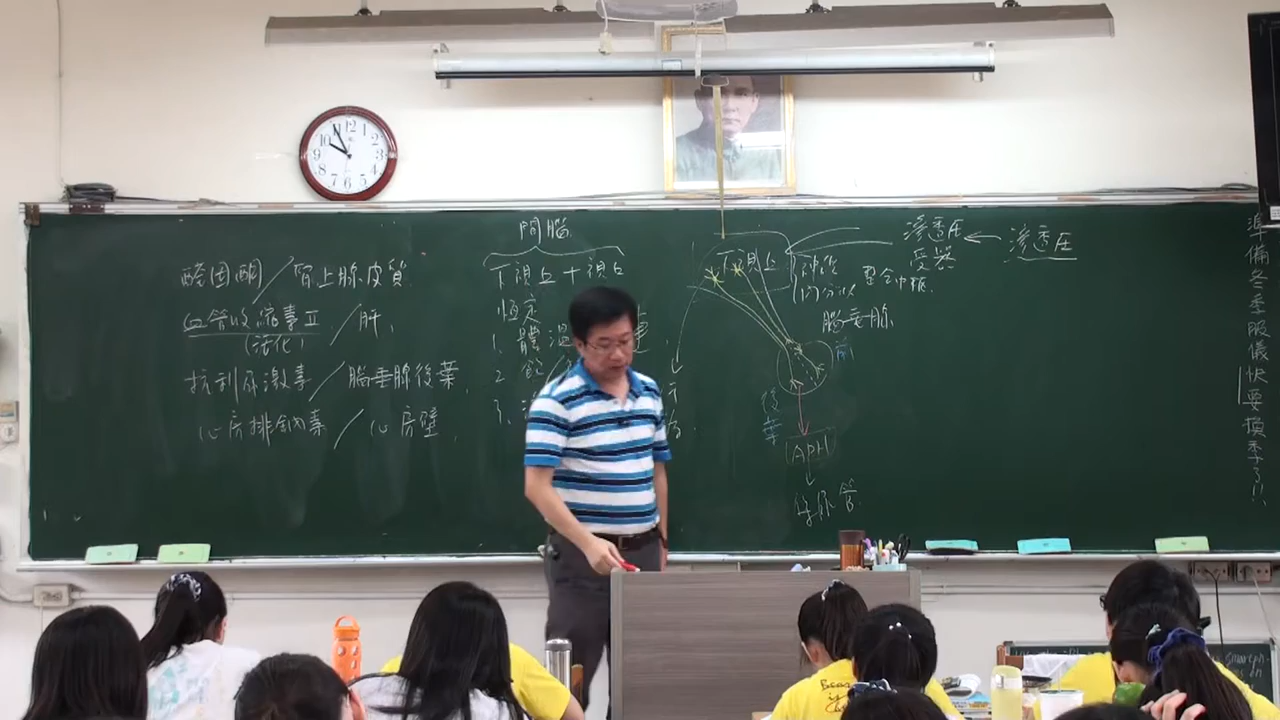 醛固酮／腎上腺皮質
血管收縮素Ⅱ／肝，
(活化)
抗利尿激素／腦垂腺後葉，
心房排鈉素／心房壁，
間腦
下視丘+視丘
恆定
1. 體溫
2. 飲
3.
下視丘
神經
內分泌
滲透壓
受器
←滲透壓
整合中樞.
腦垂腺
前
後
葉
APH
↓
集尿管
準備冬季服儀快要換季了!!